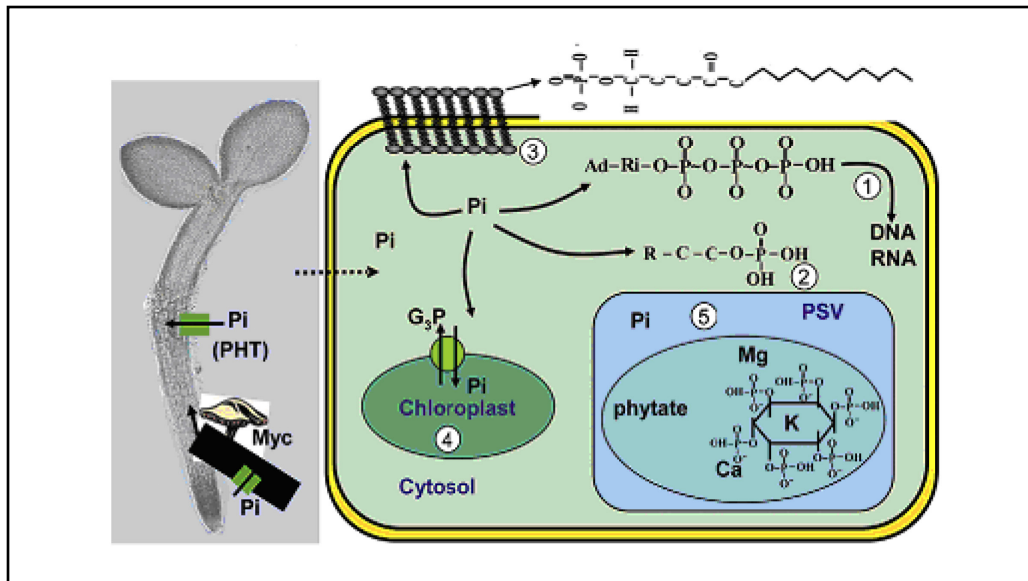 Pi
(PHT)
Myc
Pi
③
Pi
Pi
Ad–Ri–O–P~O–P~O–P–OH
O O O
O O O
①
DNA
RNA
O
R–C–C–O–P–OH
OH
②
G₃P
Pi
Chloroplast
④
Cytosol
Pi
⑤
PSV
Mg
phytate
K
Ca